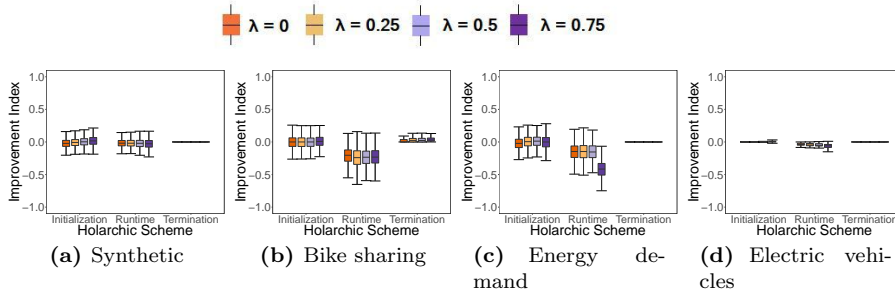 λ = 0 λ = 0.25 λ = 0.5 λ = 0.75
Improvement Index
1.0
0.5
0.0
−0.5
−1.0
Initialization Runtime Termination
Holarchic Scheme
(a) Synthetic
Improvement Index
1.0
0.5
0.0
−0.5
−1.0
Initialization Runtime Termination
Holarchic Scheme
(b) Bike sharing
Improvement Index
1.0
0.5
0.0
−0.5
−1.0
Initialization Runtime Termination
Holarchic Scheme
(c) Energy de-
mand
Improvement Index
1.0
0.5
0.0
−0.5
−1.0
Initialization Runtime Termination
Holarchic Scheme
(d) Electric vehi-
cles